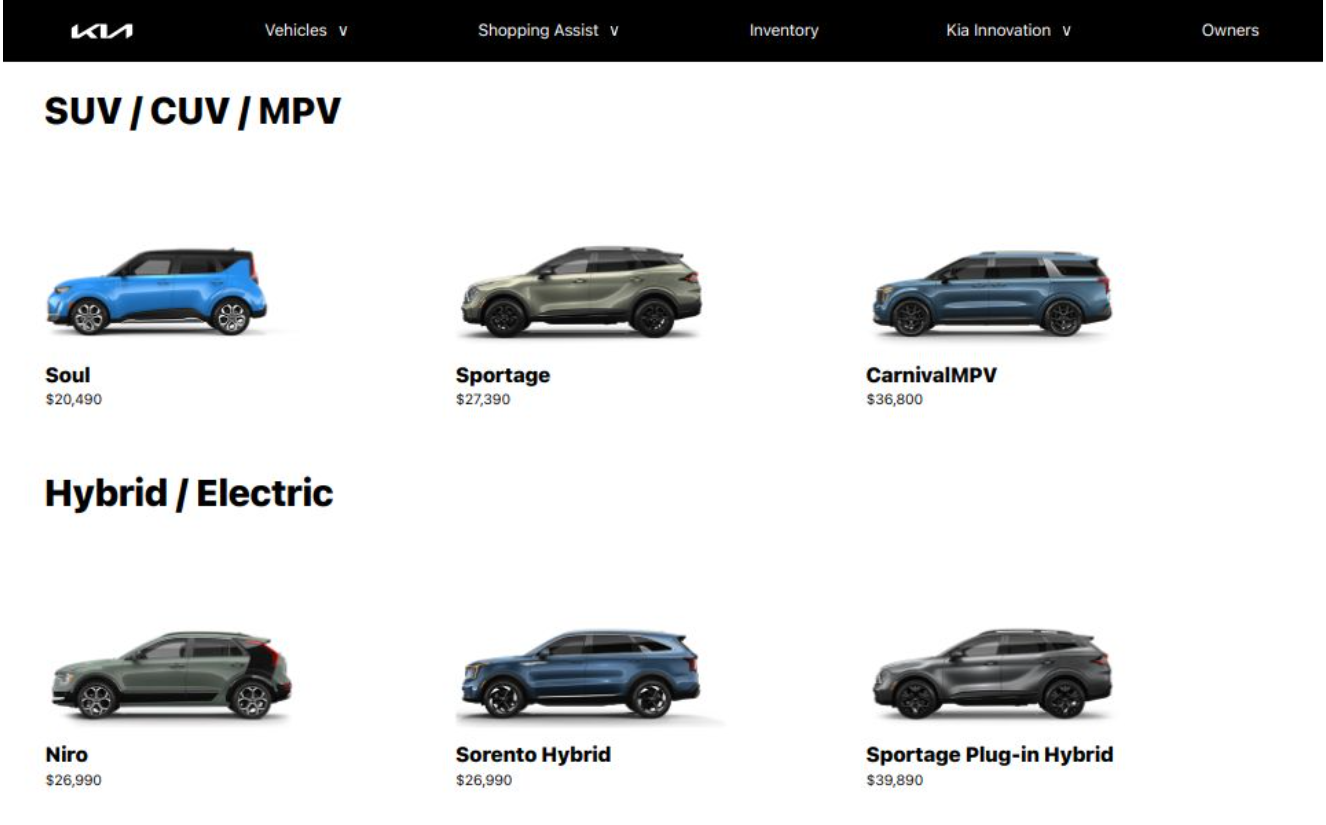 KIA Vehicles ∨ Shopping Assist ∨ Inventory Kia Innovation ∨ Owners
SUV / CUV / MPV
Soul Sportage CarnivalMPV
$20,490 $27,390 $36,800
Hybrid / Electric
Niro Sorento Hybrid Sportage Plug-in Hybrid
$26,990 $26,990 $39,890